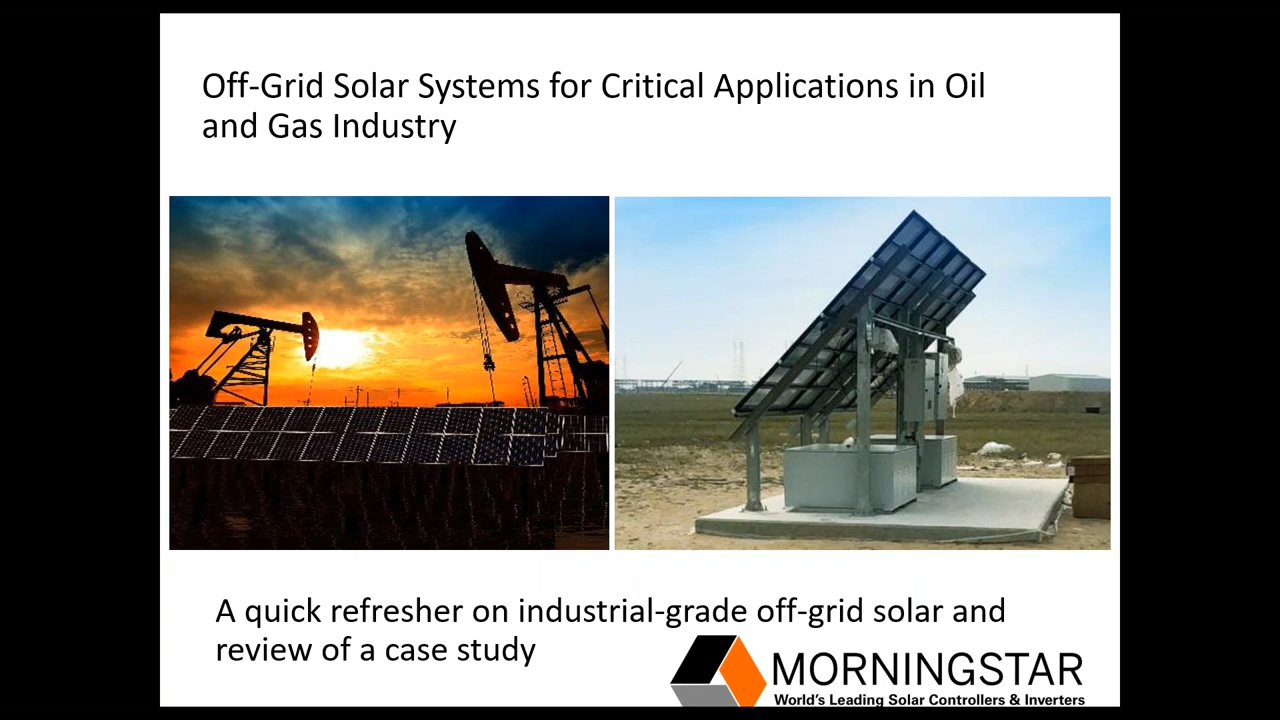 Off-Grid Solar Systems for Critical Applications in Oil
and Gas Industry
A quick refresher on industrial-grade off-grid solar and
review of a case study
MORNINGSTAR
World's Leading Solar Controllers & Inverters